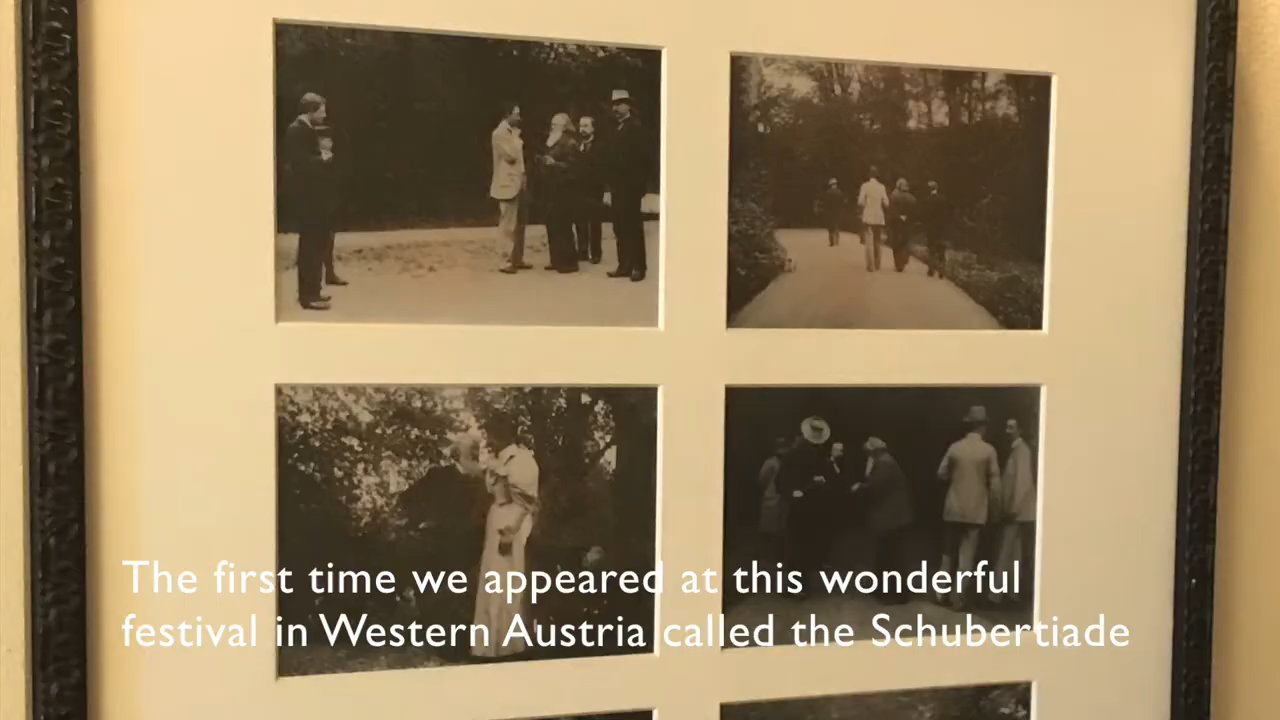 The first time we appeared at this wonderful
festival in Western Austria called the Schubertiade